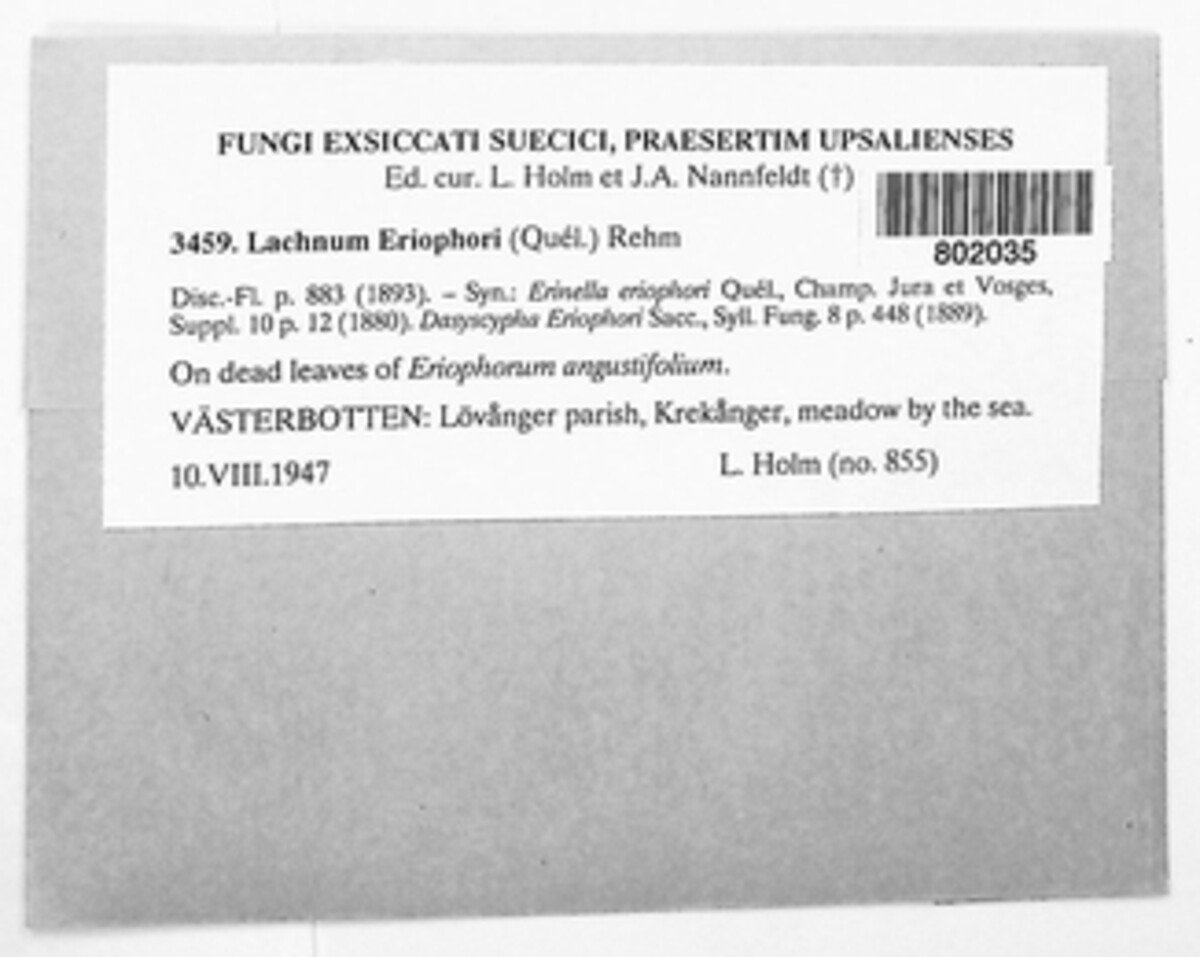 FUNGI EXSICCATI SUECICI, PRAESERTIM UPSALIENSES
Ed. cur. L. Holm et J.A. Nannfeldt (†)
802035
3459. Lachnum Eriophori (Quél.) Rehm
Disc.-Fl. p. 883 (1893). – Syn.: Erinella eriophori Quél., Champ. Jura et Vosges,
Suppl. 10 p. 12 (1880). Dasyscypha Eriophori Sacc., Syll. Fung. 8 p. 448 (1889).
On dead leaves of Eriophorum angustifolium.
VÄSTERBOTTEN: Lövånger parish, Krekånger, meadow by the sea.
10.VIII.1947 L. Holm (no. 855)